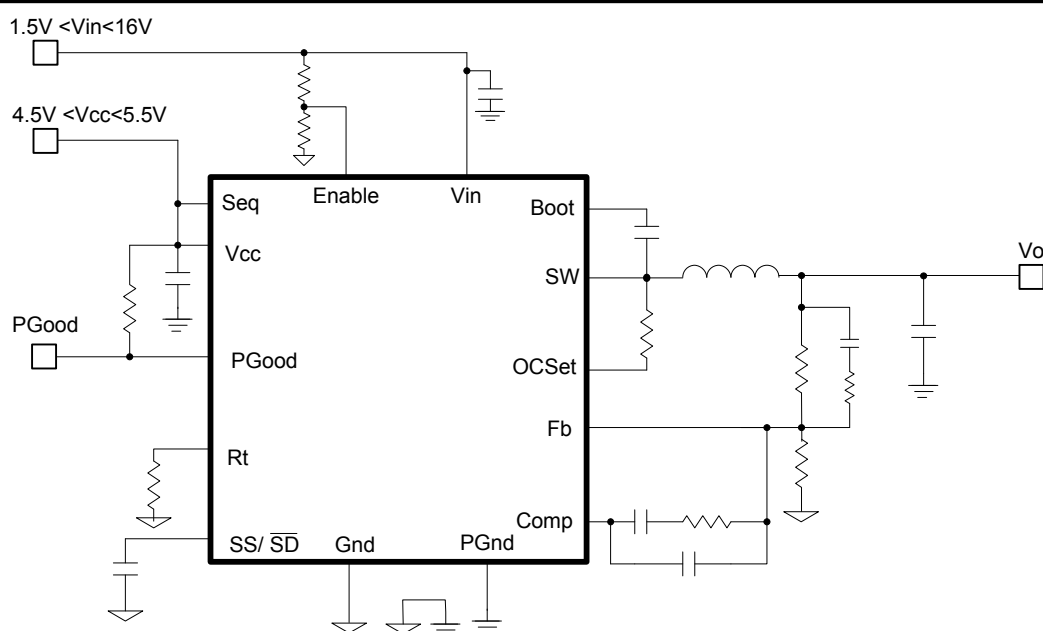 1.5V <Vin<16V
4.5V <Vcc<5.5V
Enable
Vin
Seq
Boot
Vcc
SW
Vo
PGood
PGood
OCSet
Fb
Rt
Comp
SS/ SD
Gnd
PGnd